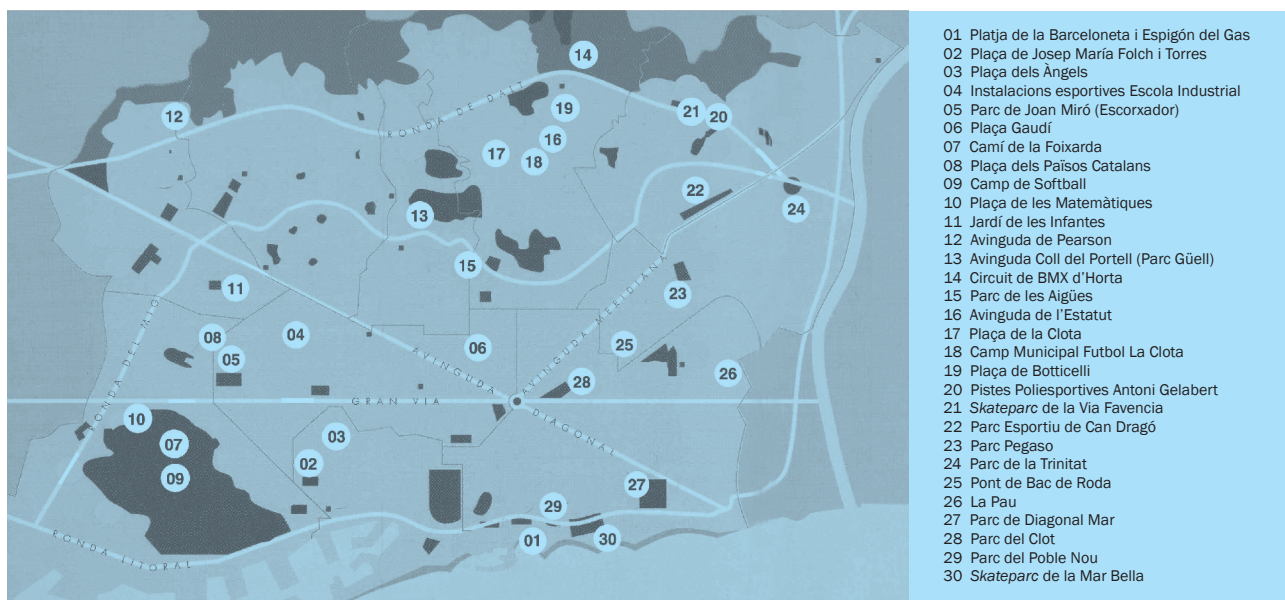 14
12
19
21
20
RONDA DE DALT
16
17
18
22
24
13
15
11
23
RONDA DEL MIG
AVINGUDA MERIDIANA
08
04
05
06
25
26
28
AVINGUDA
GRAN VIA
DIAGONAL
10
07
03
02
09
27
29
01
30
RONDA LITORAL
01 Platja de la Barceloneta i Espigón del Gas
02 Plaça de Josep María Folch i Torres
03 Plaça dels Àngels
04 Instalacions esportives Escola Industrial
05 Parc de Joan Miró (Escorxador)
06 Plaça Gaudí
07 Camí de la Foixarda
08 Plaça dels Països Catalans
09 Camp de Softball
10 Plaça de les Matemàtiques
11 Jardí de les Infantes
12 Avinguda de Pearson
13 Avinguda Coll del Portell (Parc Güell)
14 Circuit de BMX d'Horta
15 Parc de les Aigües
16 Avinguda de l'Estatut
17 Plaça de la Clota
18 Camp Municipal Futbol La Clota
19 Plaça de Botticelli
20 Pistes Poliesportives Antoni Gelabert
21 Skateparc de la Via Favencia
22 Parc Esportiu de Can Dragó
23 Parc Pegaso
24 Parc de la Trinitat
25 Pont de Bac de Roda
26 La Pau
27 Parc de Diagonal Mar
28 Parc del Clot
29 Parc del Poble Nou
30 Skateparc de la Mar Bella